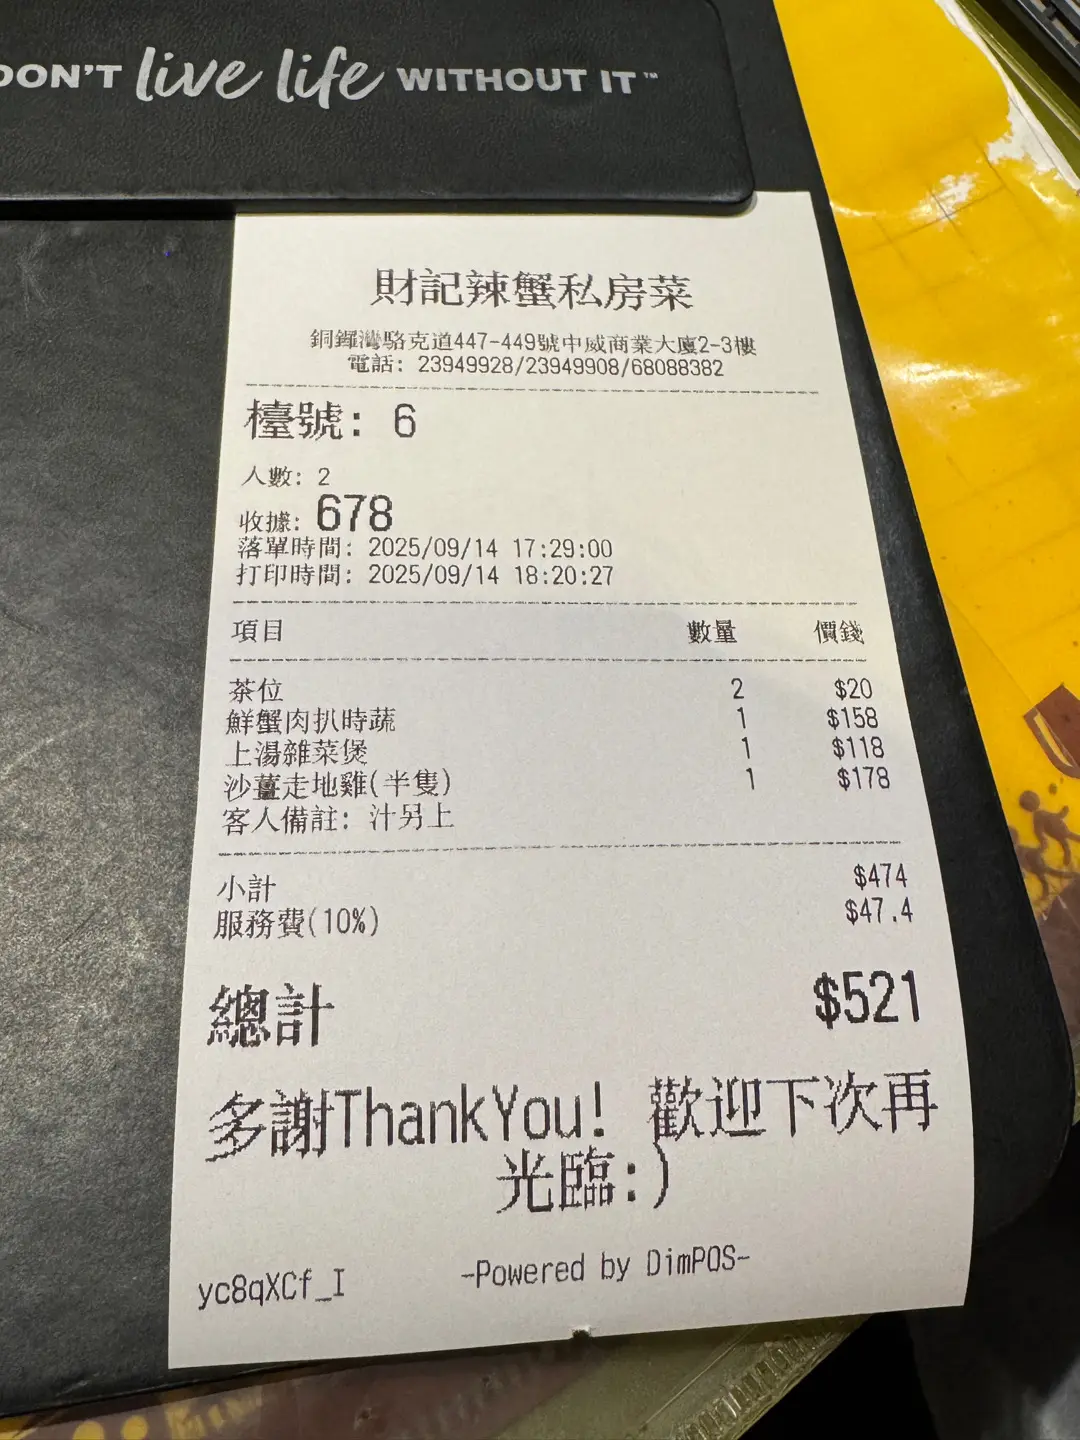 DON'T live life WITHOUT IT™
財記辣蟹私房菜
銅鑼灣駱克道447-449號中威商業大廈2-3樓
電話: 23949928/23949908/68088382
檯號: 6
人數: 2
收據: 678
落單時間: 2025/09/14 17:29:00
打印時間: 2025/09/14 18:20:27
項目 數量 價錢
茶位 2 $20
鮮蟹肉扒時蔬 1 $158
上湯雜菜煲 1 $118
沙薑走地雞(半隻) 1 $178
客人備註: 汁另上
小計 $474
服務費(10%) $47.4
總計 $521
多謝ThankYou! 歡迎下次再
光臨:)
yc8qXCf_I -Powered by DimPOS-